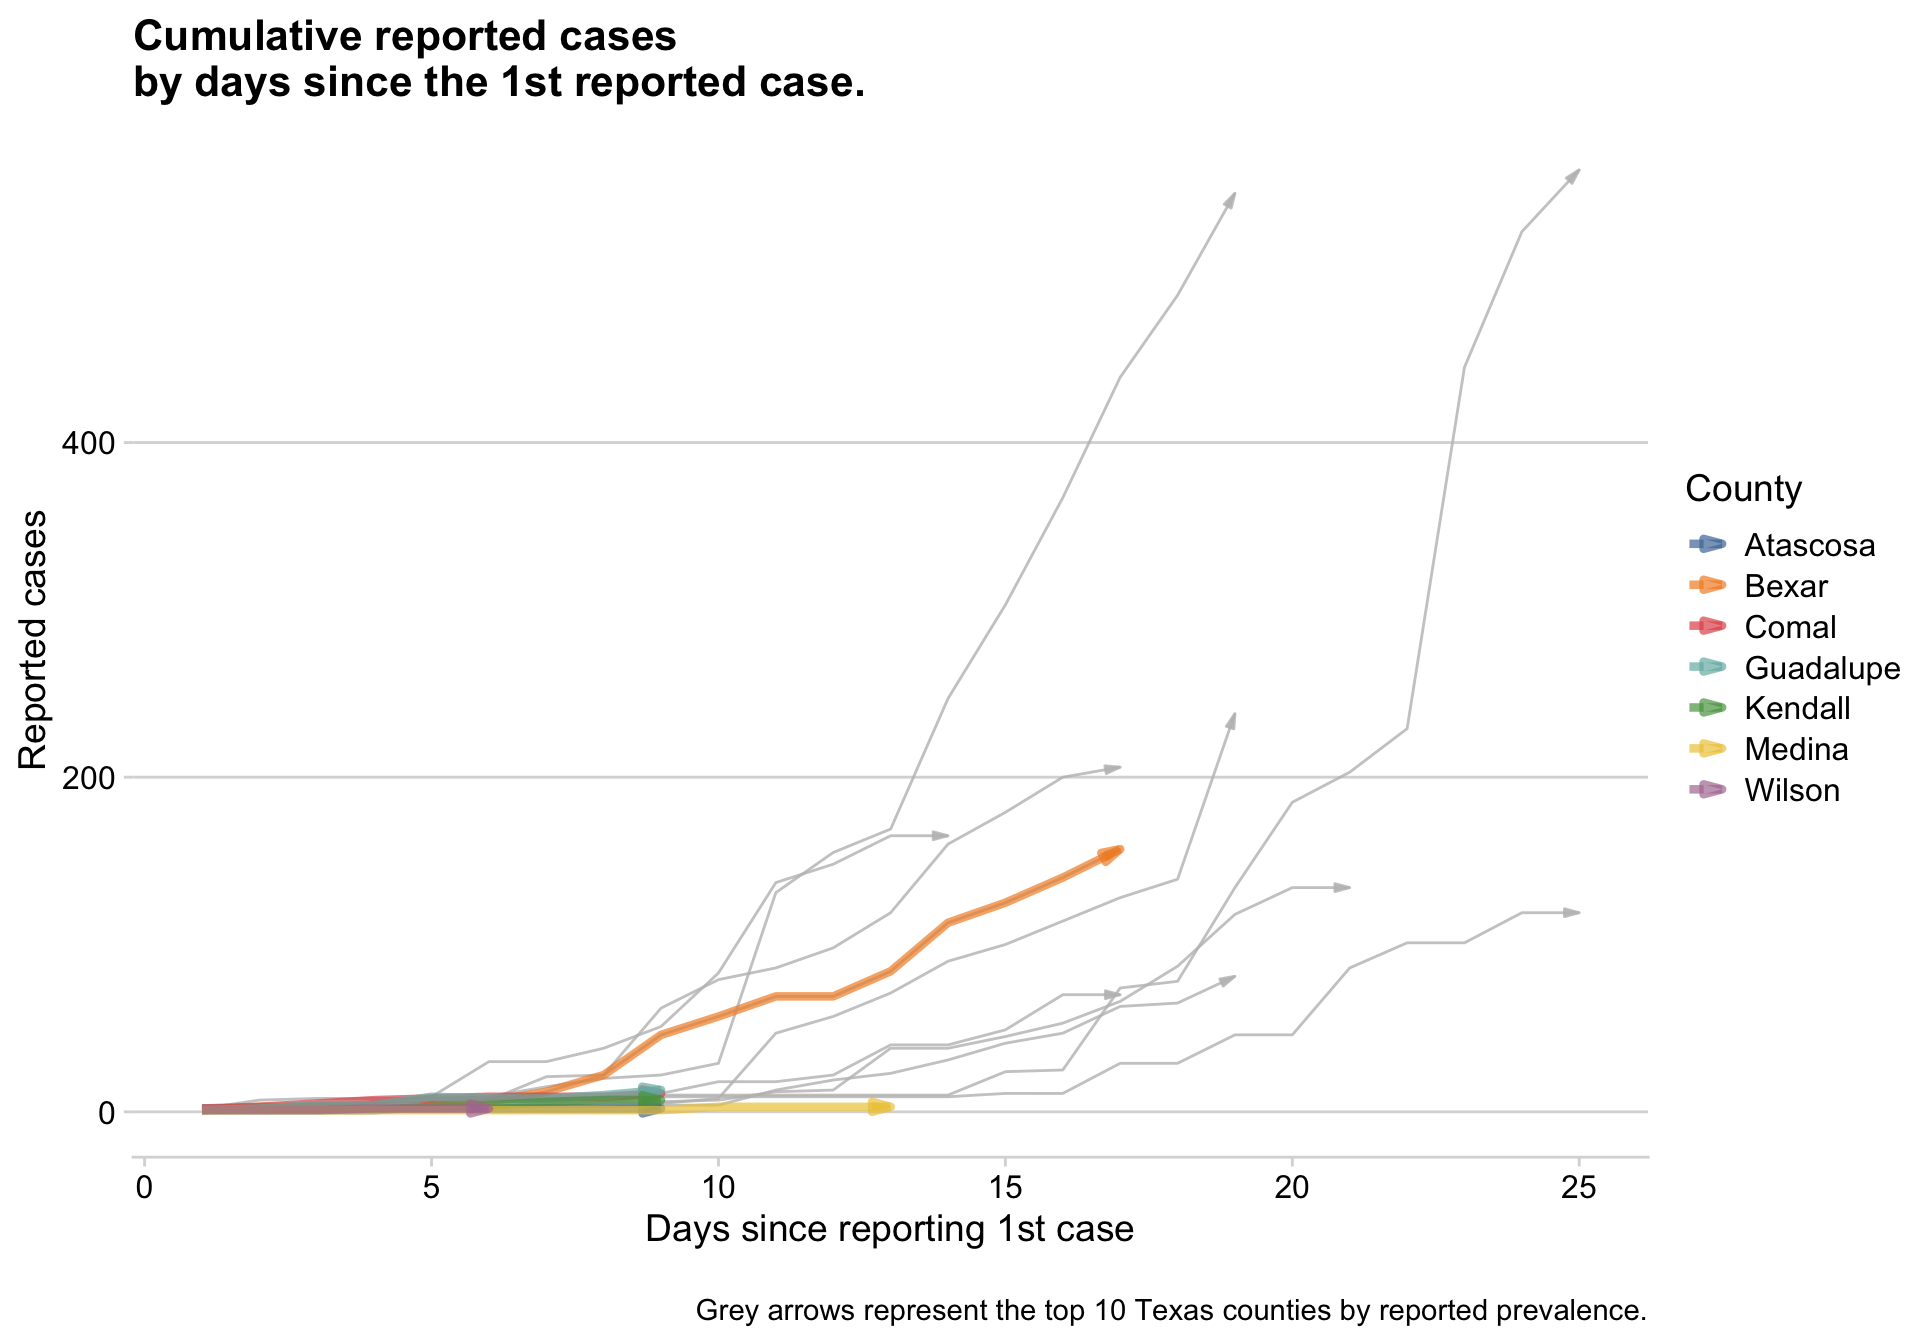 Cumulative reported cases
by days since the 1st reported case.
400
200
0
Reported cases
0 5 10 15 20 25
Days since reporting 1st case
County
Atascosa
Bexar
Comal
Guadalupe
Kendall
Medina
Wilson
Grey arrows represent the top 10 Texas counties by reported prevalence.